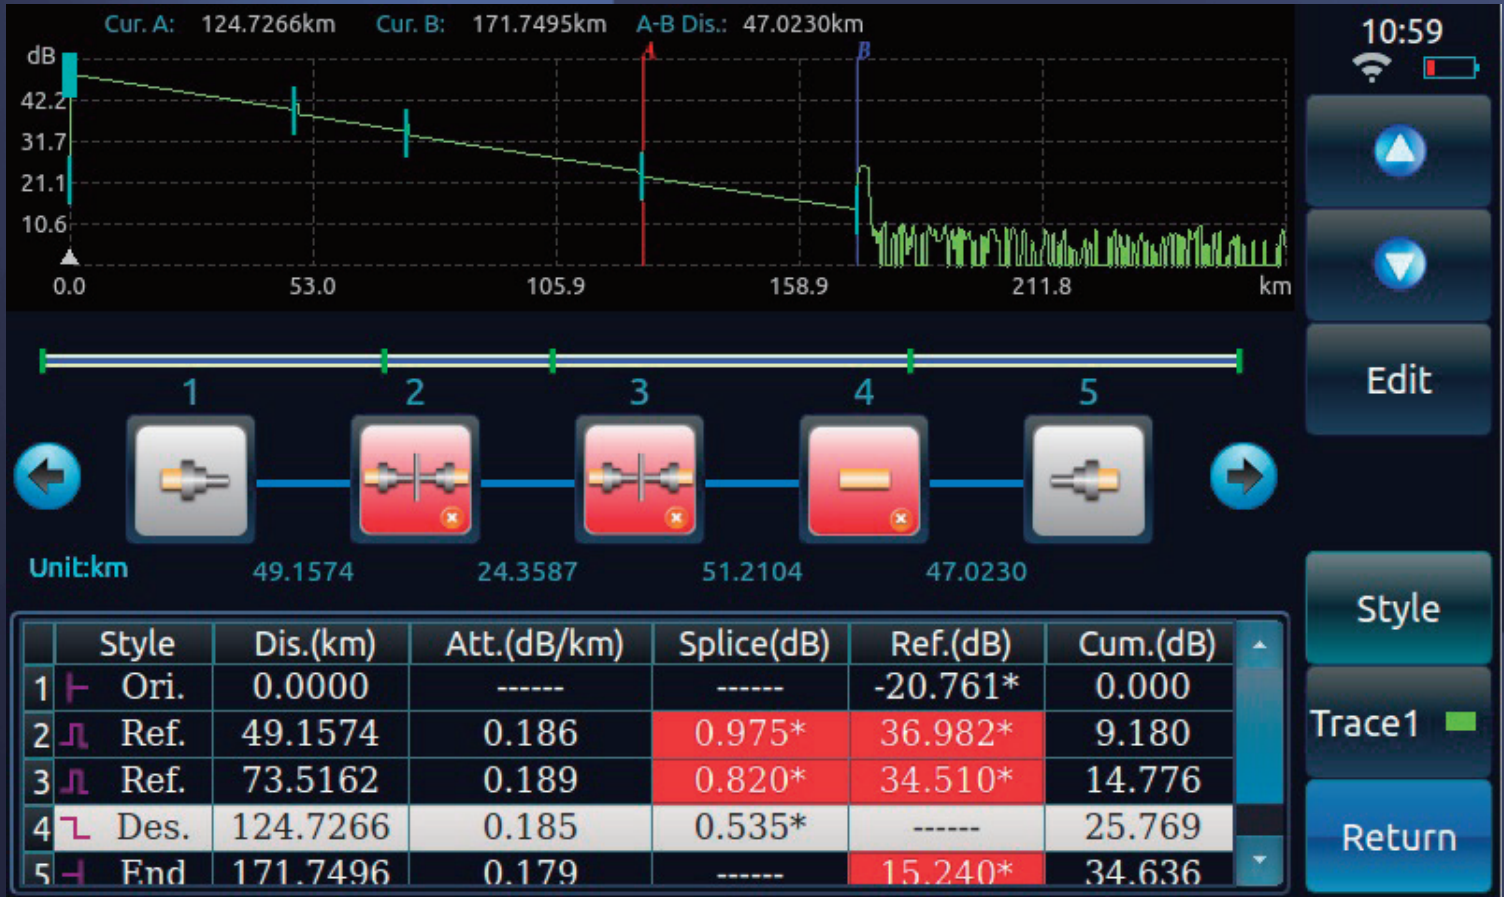 Cur. A: 124.7266km Cur. B: 171.7495km A-B Dis.: 47.0230km
10:59
dB
A
B
42.2
31.7
21.1
10.6
0.0 53.0 105.9 158.9 211.8 km
1 2 3 4 5
Edit
Unit:km 49.1574 24.3587 51.2104 47.0230
Style
Style Dis.(km) Att.(dB/km) Splice(dB) Ref.(dB) Cum.(dB)
1 Ori. 0.0000 ------ ------ -20.761* 0.000
2 Ref. 49.1574 0.186 0.975* 36.982* 9.180
3 Ref. 73.5162 0.189 0.820* 34.510* 14.776
4 Des. 124.7266 0.185 0.535* ------ 25.769
5 End 171.7496 0.179 ------ 15.240* 34.636
Trace1
Return